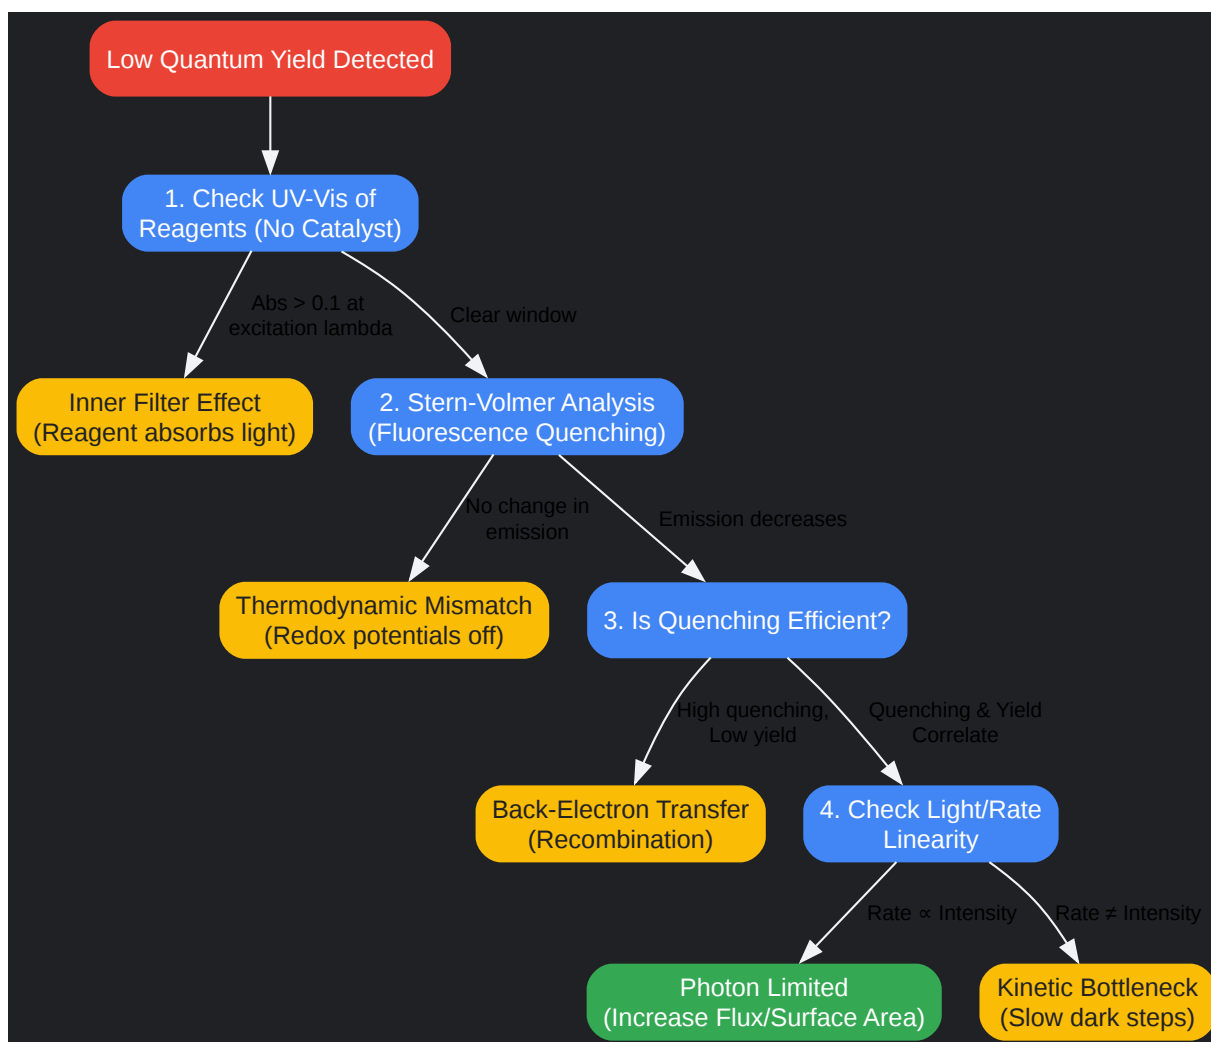 Low Quantum Yield Detected
1. Check UV-Vis of
Reagents (No Catalyst)
Abs > 0.1 at
excitation lambda
Clear window
Inner Filter Effect
(Reagent absorbs light)
2. Stern-Volmer Analysis
(Fluorescence Quenching)
No change in
emission
Emission decreases
Thermodynamic Mismatch
(Redox potentials off)
3. Is Quenching Efficient?
High quenching,
Low yield
Quenching & Yield
Correlate
Back-Electron Transfer
(Recombination)
4. Check Light/Rate
Linearity
Rate ∝ Intensity
Rate ≠ Intensity
Photon Limited
(Increase Flux/Surface Area)
Kinetic Bottleneck
(Slow dark steps)